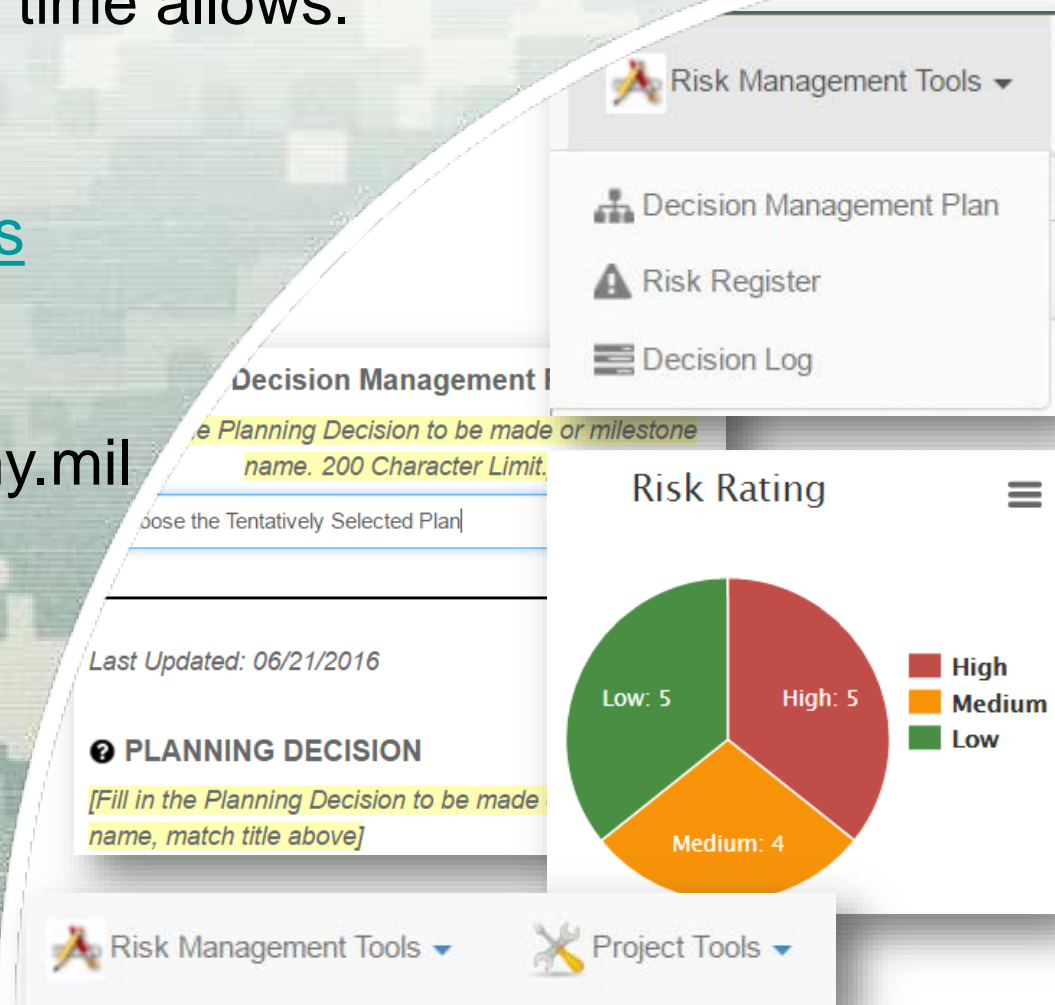 time allows.
Risk Management Tools
Decision Management Plan
s
Risk Register
Decision Log
Decision Management
Planning Decision to be made or milestone
name. 200 Character Limit.
.mil
the Tentatively Selected Plan
Risk Rating
Last Updated: 06/21/2016
Low: 5
High: 5
Medium: 4
High
Medium
Low
PLANNING DECISION
[Fill in the Planning Decision to be made
name, match title above]
Risk Management Tools
Project Tools